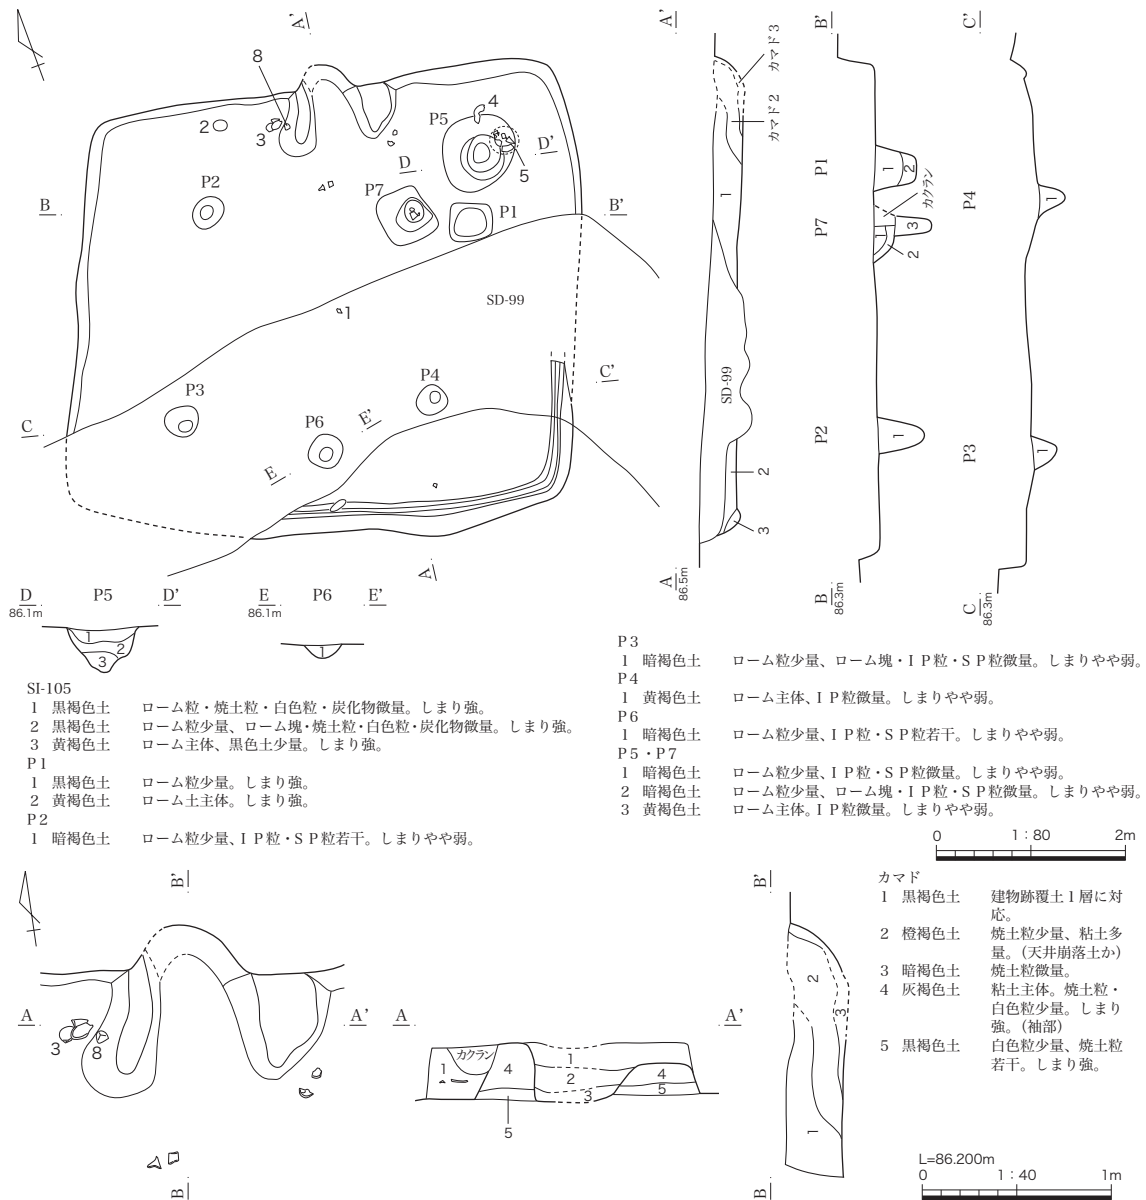 A'
8
2
3
4
P5
D'
D
5
P2
P7
P1
B
B'
SD-99
1
P3
P4
C'
C
P6
E'
E
A
A'
カマド3
カマド2
1
SD-99
2
3
A
86.5m
B'
P1
1
2
カクラン
P7
1
3
2
P2
1
B
86.3m
C'
P4
1
P3
1
C
86.3m
D
P5
D'
86.1m
1
2
3
E
P6
E'
86.1m
1
SI-105
1 黒褐色土 ローム粒・焼土粒・白色粒・炭化物微量。しまり強。
2 黒褐色土 ローム粒少量、ローム塊・焼土粒・白色粒・炭化物微量。しまり強。
3 黄褐色土 ローム主体、黒色土少量。しまり強。
P1
1 黒褐色土 ローム粒少量。しまり強。
2 黄褐色土 ローム土主体。しまり強。
P2
1 暗褐色土 ローム粒少量、IP粒・SP粒若干。しまりやや弱。
P3
1 暗褐色土 ローム粒少量、ローム塊・IP粒・SP粒微量。しまりやや弱。
P4
1 黄褐色土 ローム主体、IP粒微量。しまりやや弱。
P6
1 暗褐色土 ローム粒少量、IP粒・SP粒若干。しまりやや弱。
P5・P7
1 暗褐色土 ローム粒少量、IP粒・SP粒微量。しまりやや弱。
2 暗褐色土 ローム粒少量、ローム塊・IP粒・SP粒微量。しまりやや弱。
3 黄褐色土 ローム主体。IP粒微量。しまりやや弱。
0 1:80 2m
B'
A
A'
3
8
B
A
A'
カクラン
1
4
1
2
3
4
5
5
B'
2
3
1
B
カマド
1 黒褐色土 建物跡覆土1層に対
応。
2 橙褐色土 焼土粒少量、粘土多
量。(天井崩落土か)
3 暗褐色土 焼土粒微量。
4 灰褐色土 粘土主体。焼土粒・
白色粒少量。しまり
強。(袖部)
5 黒褐色土 白色粒少量、焼土粒
若干。しまり強。
L=86.200m
0 1:40 1m